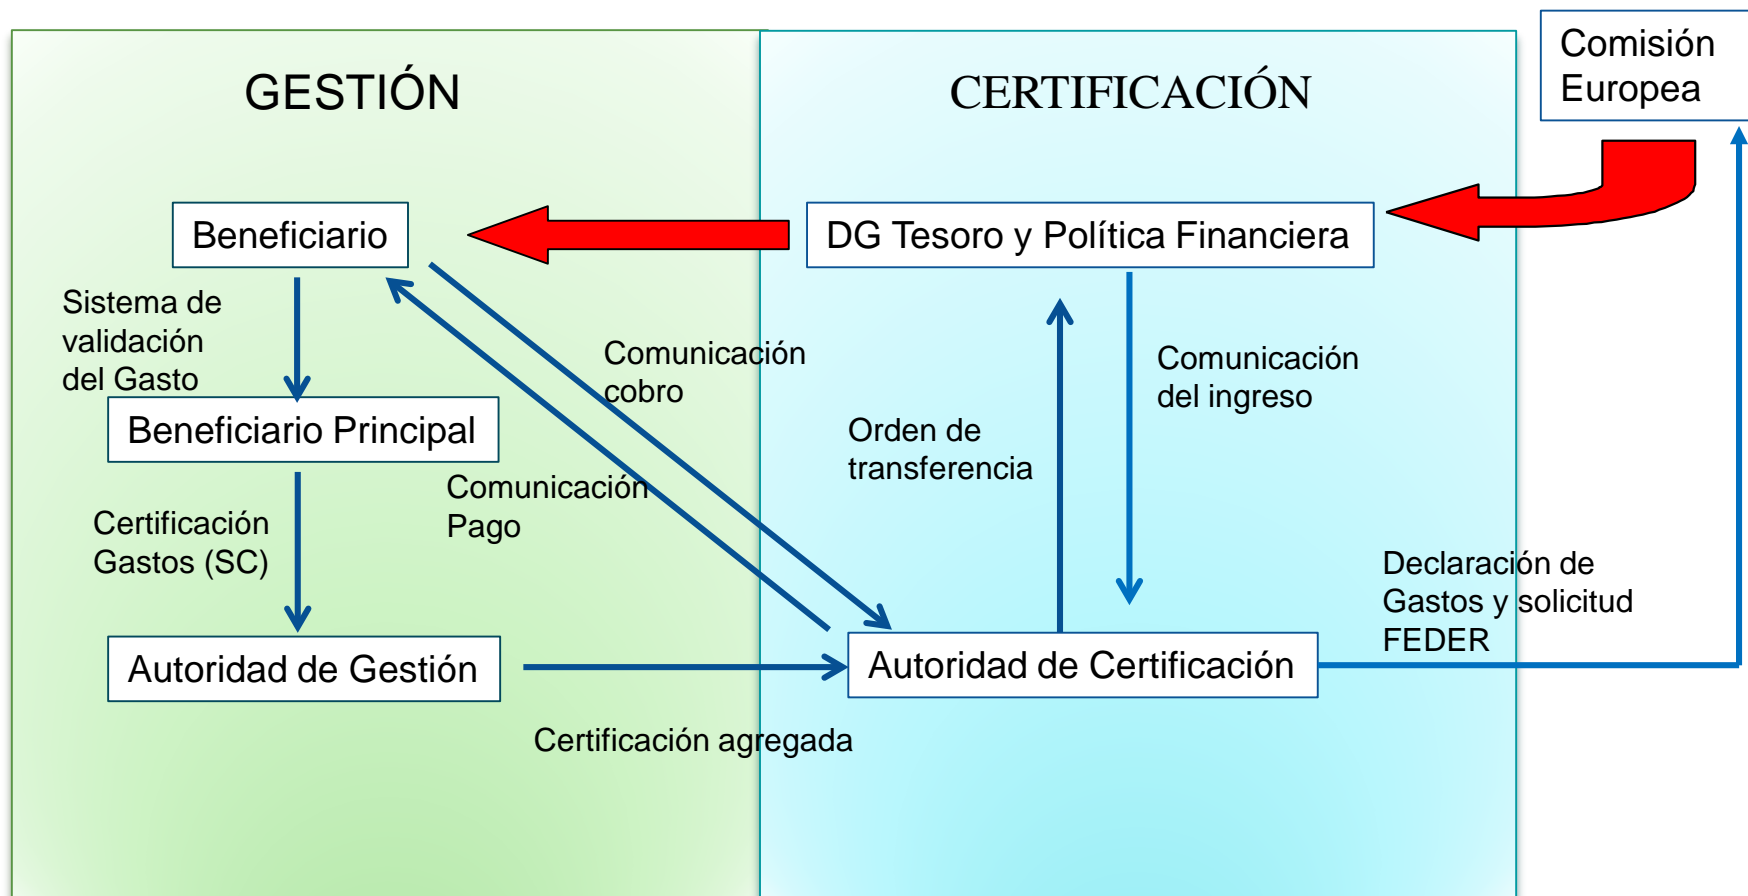 Comisión
Europea
GESTIÓN
CERTIFICACIÓN
Beneficiario
DG Tesoro y Política Financiera
Sistema de
validación
del Gasto
Comunicación
cobro
Comunicación
del ingreso
Beneficiario Principal
Orden de
transferencia
Comunicación
Pago
Certificación
Gastos (SC)
Declaración de
Gastos y solicitud
FEDER
Autoridad de Gestión
Autoridad de Certificación
Certificación agregada